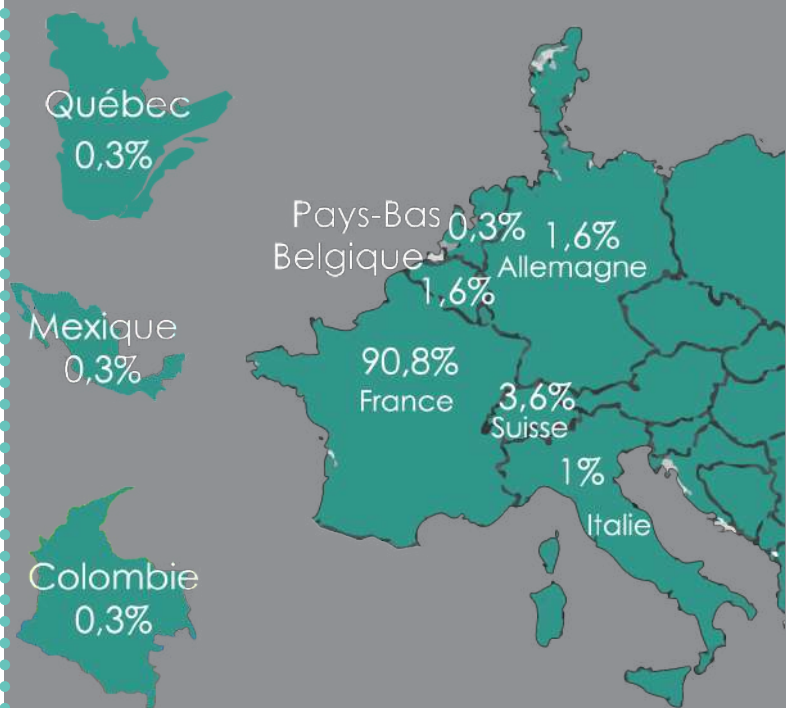 Québec
0,3%
Mexique
0,3%
Colombie
0,3%
Pays-Bas
0,3%
Belgique
1,6%
1,6%
Allemagne
90,8%
France
3,6%
Suisse
1%
Italie